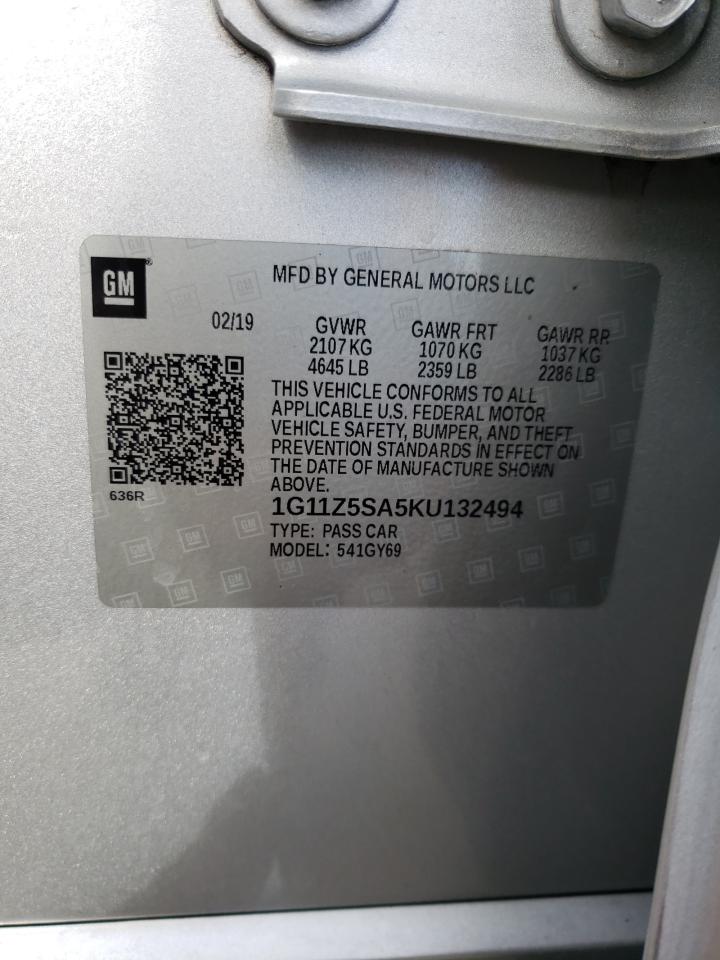 GM
MFD BY GENERAL MOTORS LLC
02/19 GVWR GAWR FRT GAWR RR
2107 KG 1070 KG 1037 KG
4645 LB 2359 LB 2286 LB
THIS VEHICLE CONFORMS TO ALL
APPLICABLE U.S. FEDERAL MOTOR
VEHICLE SAFETY, BUMPER, AND THEFT
PREVENTION STANDARDS IN EFFECT ON
THE DATE OF MANUFACTURE SHOWN
ABOVE.
636R
1G11Z5SA5KU132494
TYPE: PASS CAR
MODEL: 541GY69